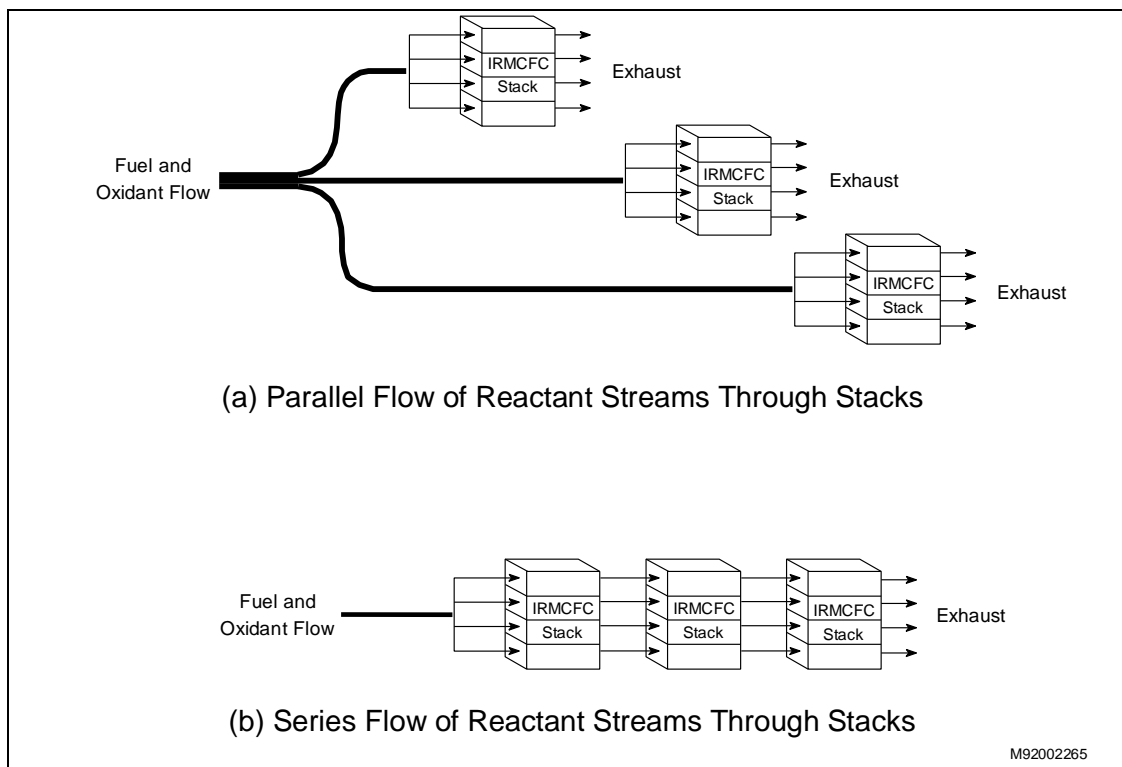 IRMCFC
Stack
Exhaust
Fuel and
Oxidant Flow
IRMCFC
Stack
Exhaust
IRMCFC
Stack
Exhaust
(a) Parallel Flow of Reactant Streams Through Stacks
Fuel and
Oxidant Flow
IRMCFC
Stack
IRMCFC
Stack
IRMCFC
Stack
Exhaust
(b) Series Flow of Reactant Streams Through Stacks
M92002265